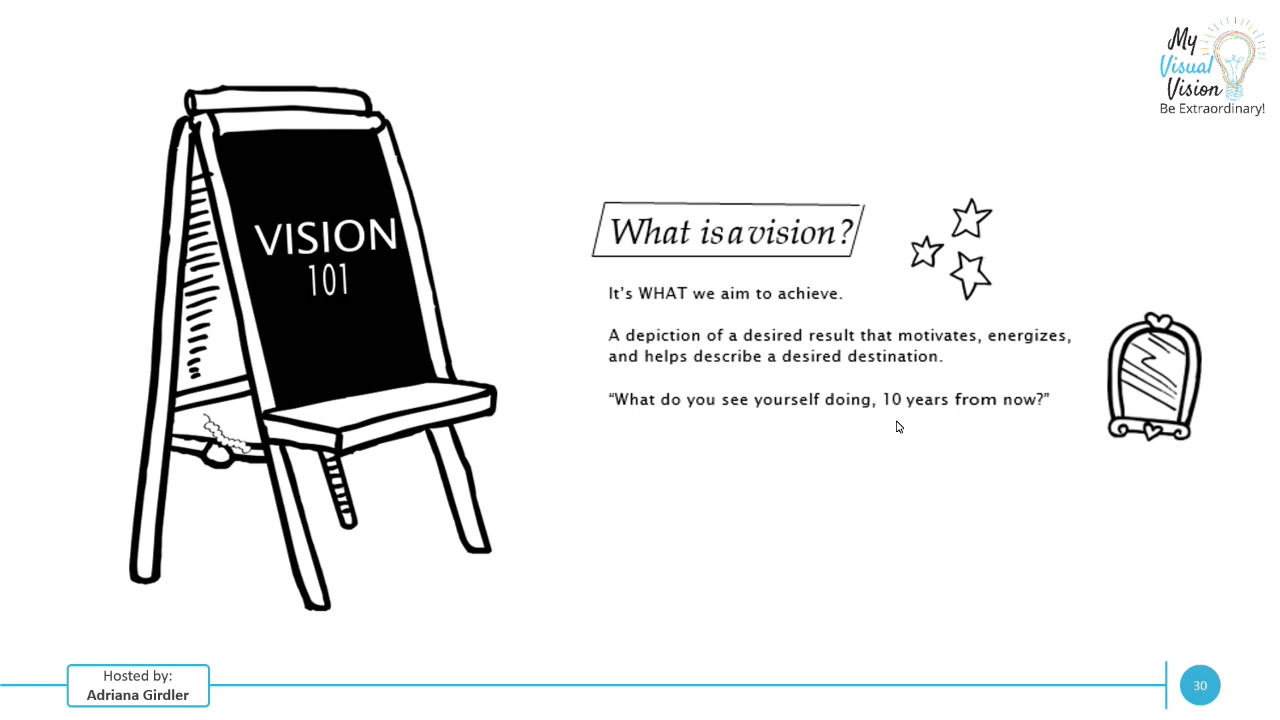 My
Visual
Vision
Be Extraordinary!
VISION
101
What is a vision?
It's WHAT we aim to achieve.
A depiction of a desired result that motivates, energizes,
and helps describe a desired destination.
“What do you see yourself doing, 10 years from now?”
Hosted by:
Adriana Girdler
30